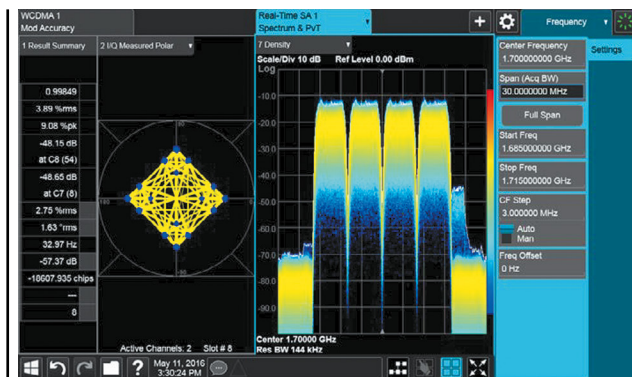 WCDMA 1
Mod Accuracy
Real-Time SA 1
Spectrum & PVT
Frequency
1 Result Summary
2 I/Q Measured Polar
7 Density
Scale/Div 10 dB Ref Level 0.00 dBm
Log
Center Frequency
1.70000000 GHz
Settings
Span (Acq BW)
30.0000000 MHz
Full Span
Start Freq
1.685000000 GHz
Stop Freq
1.715000000 GHz
CF Step
3.000000 MHz
Auto
Man
Freq Offset
0 Hz
0.99849
3.89 %rms
9.08 %pk
-48.15 dB
at C8 (54)
-48.65 dB
at C7 (8)
2.75 %rms
1.63 °rms
32.97 Hz
-57.37 dB
-18607.935 chips
---
8
90
180
-90
-10.0
-20.0
-30.0
-40.0
-50.0
-60.0
-70.0
-80.0
-90.0
Active Channels: 2 Slot # 8
Center 1.70000 GHz
Res BW 144 kHz
?
May 11, 2016
3:30:24 PM